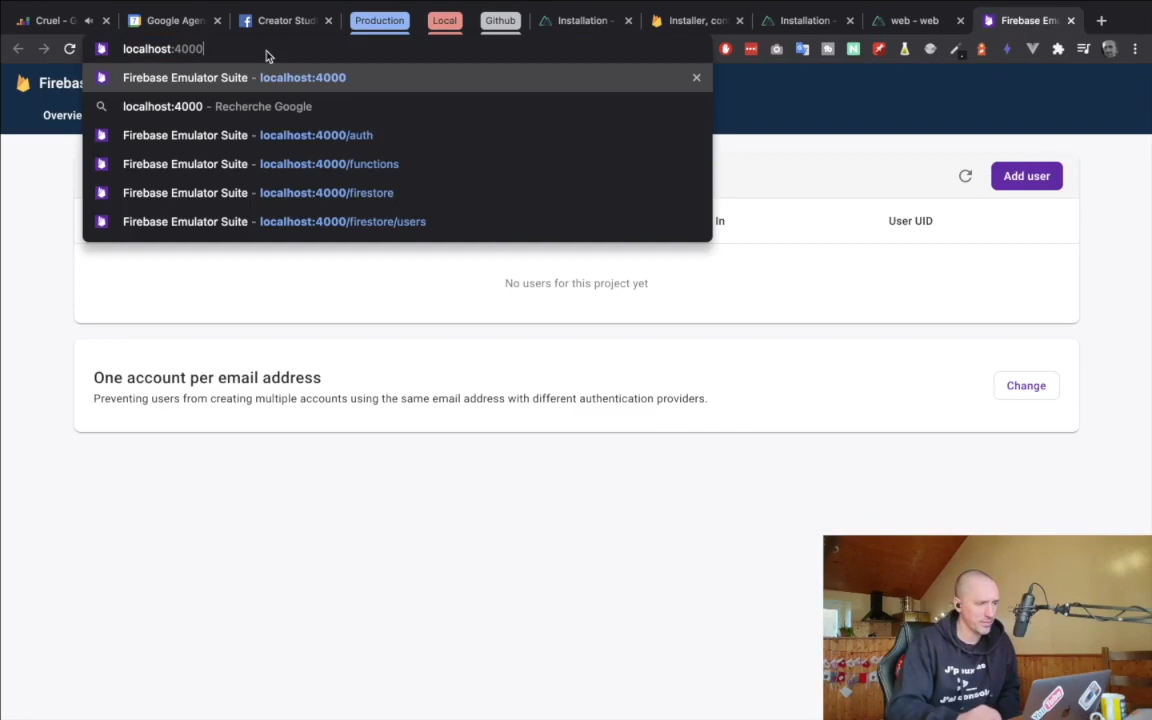 Cruel - G
Google Agen
Creator Stud
Production
Local
Github
Installation -
Installer, con
Installation -
web - web
Firebase Emu
localhost:4000
Firebas
Firebase Emulator Suite - localhost:4000
Overvie
localhost:4000 - Recherche Google
Firebase Emulator Suite - localhost:4000/auth
Firebase Emulator Suite - localhost:4000/functions
Firebase Emulator Suite - localhost:4000/firestore
Firebase Emulator Suite - localhost:4000/firestore/users
Add user
In
User UID
No users for this project yet
One account per email address
Preventing users from creating multiple accounts using the same email address with different authentication providers.
Change
YouTube